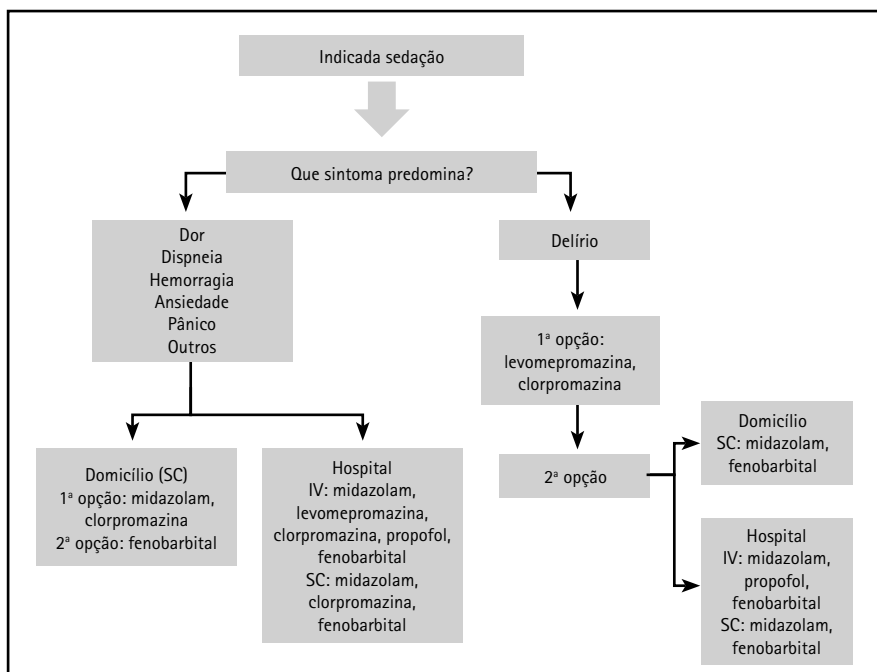 Indicada sedação
Que sintoma predomina?
Dor
Dispneia
Hemorragia
Ansiedade
Pânico
Outros
Domicílio (SC)
1ª opção: midazolam,
clorpromazina
2ª opção: fenobarbital
Hospital
IV: midazolam,
levomepromazina,
clorpromazina, propofol,
fenobarbital
SC: midazolam,
clorpromazina,
fenobarbital
Delírio
1ª opção:
levomepromazina,
clorpromazina
2ª opção
Domicílio
SC: midazolam,
fenobarbital
Hospital
IV: midazolam,
propofol,
fenobarbital
SC: midazolam,
fenobarbital